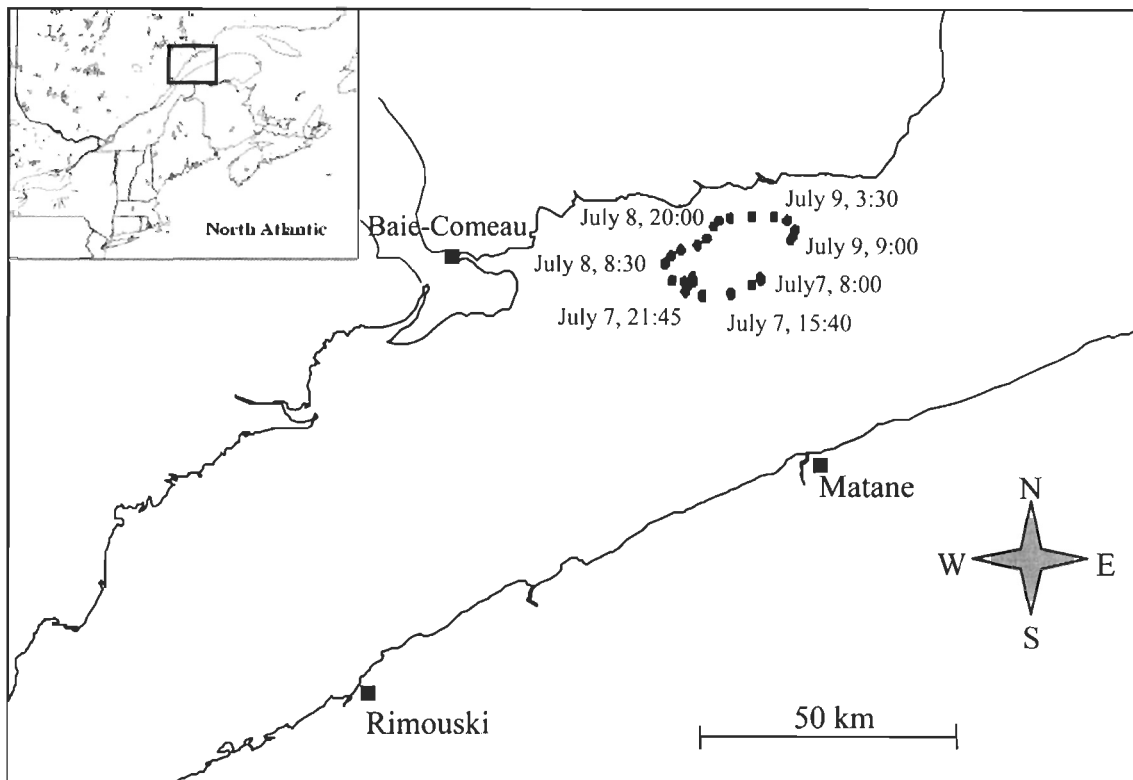 North Atlantic
Baie-Comeau
July 8, 20:00
July 9, 3:30
July 9, 9:00
July 8, 8:30
July7, 8:00
July 7, 21:45
July 7, 15:40
Matane
N
W
E
S
Rimouski
50 km